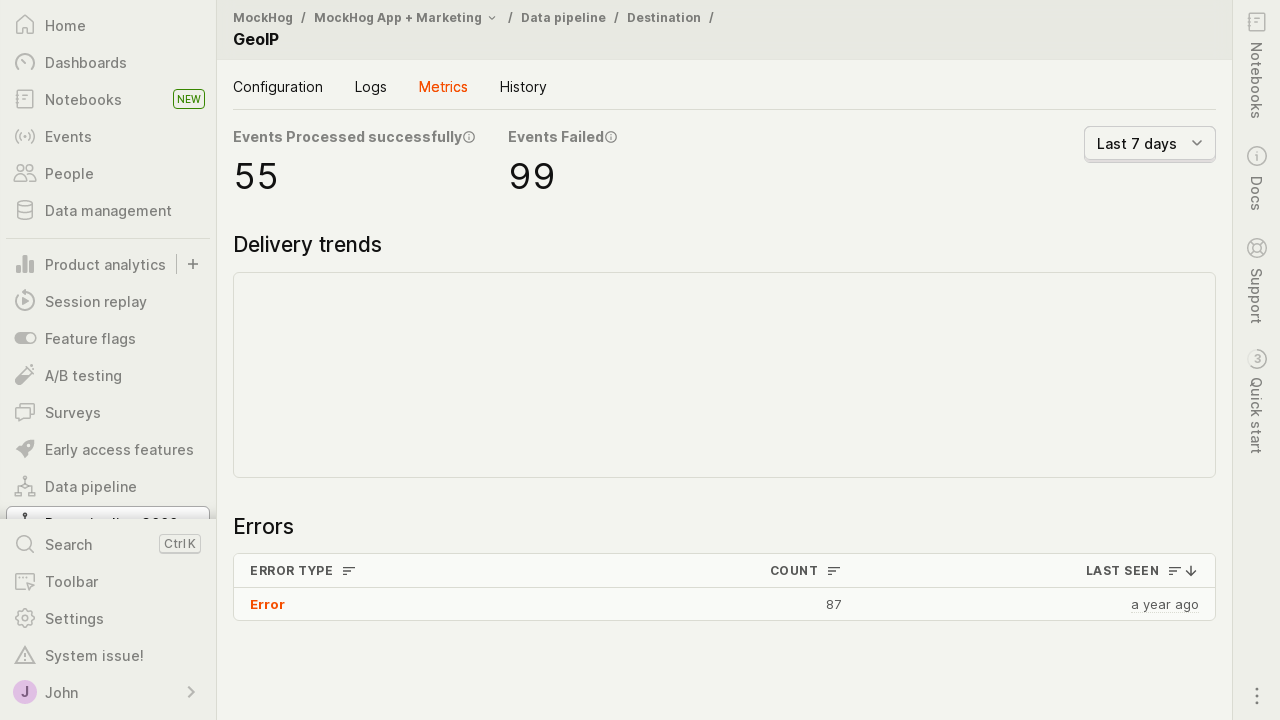 Home
Dashboards
Notebooks NEW
Events
People
Data management
Product analytics
Session replay
Feature flags
A/B testing
Surveys
Early access features
Data pipeline
Search Ctrl K
Toolbar
Settings
System issue!
J John
MockHog / MockHog App + Marketing / Data pipeline / Destination /
GeoIP
Configuration Logs Metrics History
Events Processed successfully Events Failed
55 99
Last 7 days
Delivery trends
Errors
ERROR TYPE COUNT LAST SEEN
Error 87 a year ago
Notebooks
Docs
Support
3 Quick start